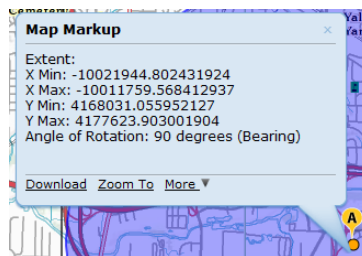 Map Markup ×
Extent:
X Min: -10021944.802431924
X Max: -10011759.568412937
Y Min: 4168031.055952127
Y Max: 4177623.903001904
Angle of Rotation: 90 degrees (Bearing)
Download Zoom To More ▼
A